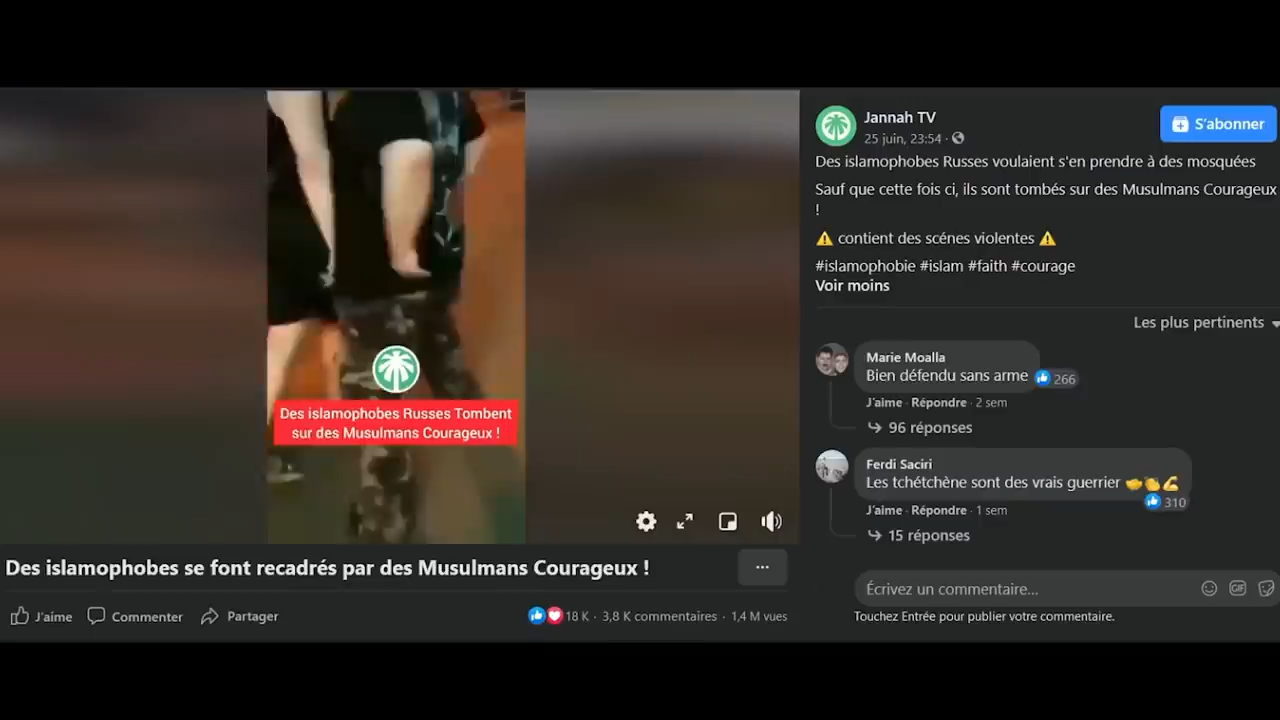 Jannah TV
25 juin, 23:54
S'abonner
Des islamophobes Russes voulaient s'en prendre à des mosquées
Sauf que cette fois ci, ils sont tombés sur des Musulmans Courageux
!
⚠️ contient des scénes violentes ⚠️
#islamophobie #islam #faith #courage
Voir moins
Les plus pertinents
Marie Moalla
Bien défendu sans arme
266
J'aime · Répondre · 2 sem
96 réponses
Ferdi Saciri
Les tchétchène sont des vrais guerrier 🤝👏💪
310
J'aime · Répondre · 1 sem
15 réponses
Écrivez un commentaire...
GIF
Touchez Entrée pour publier votre commentaire.
Des islamophobes Russes Tombent
sur des Musulmans Courageux !
Des islamophobes se font recadrés par des Musulmans Courageux !
...
J'aime
Commenter
Partager
18 K · 3,8 K commentaires · 1,4 M vues